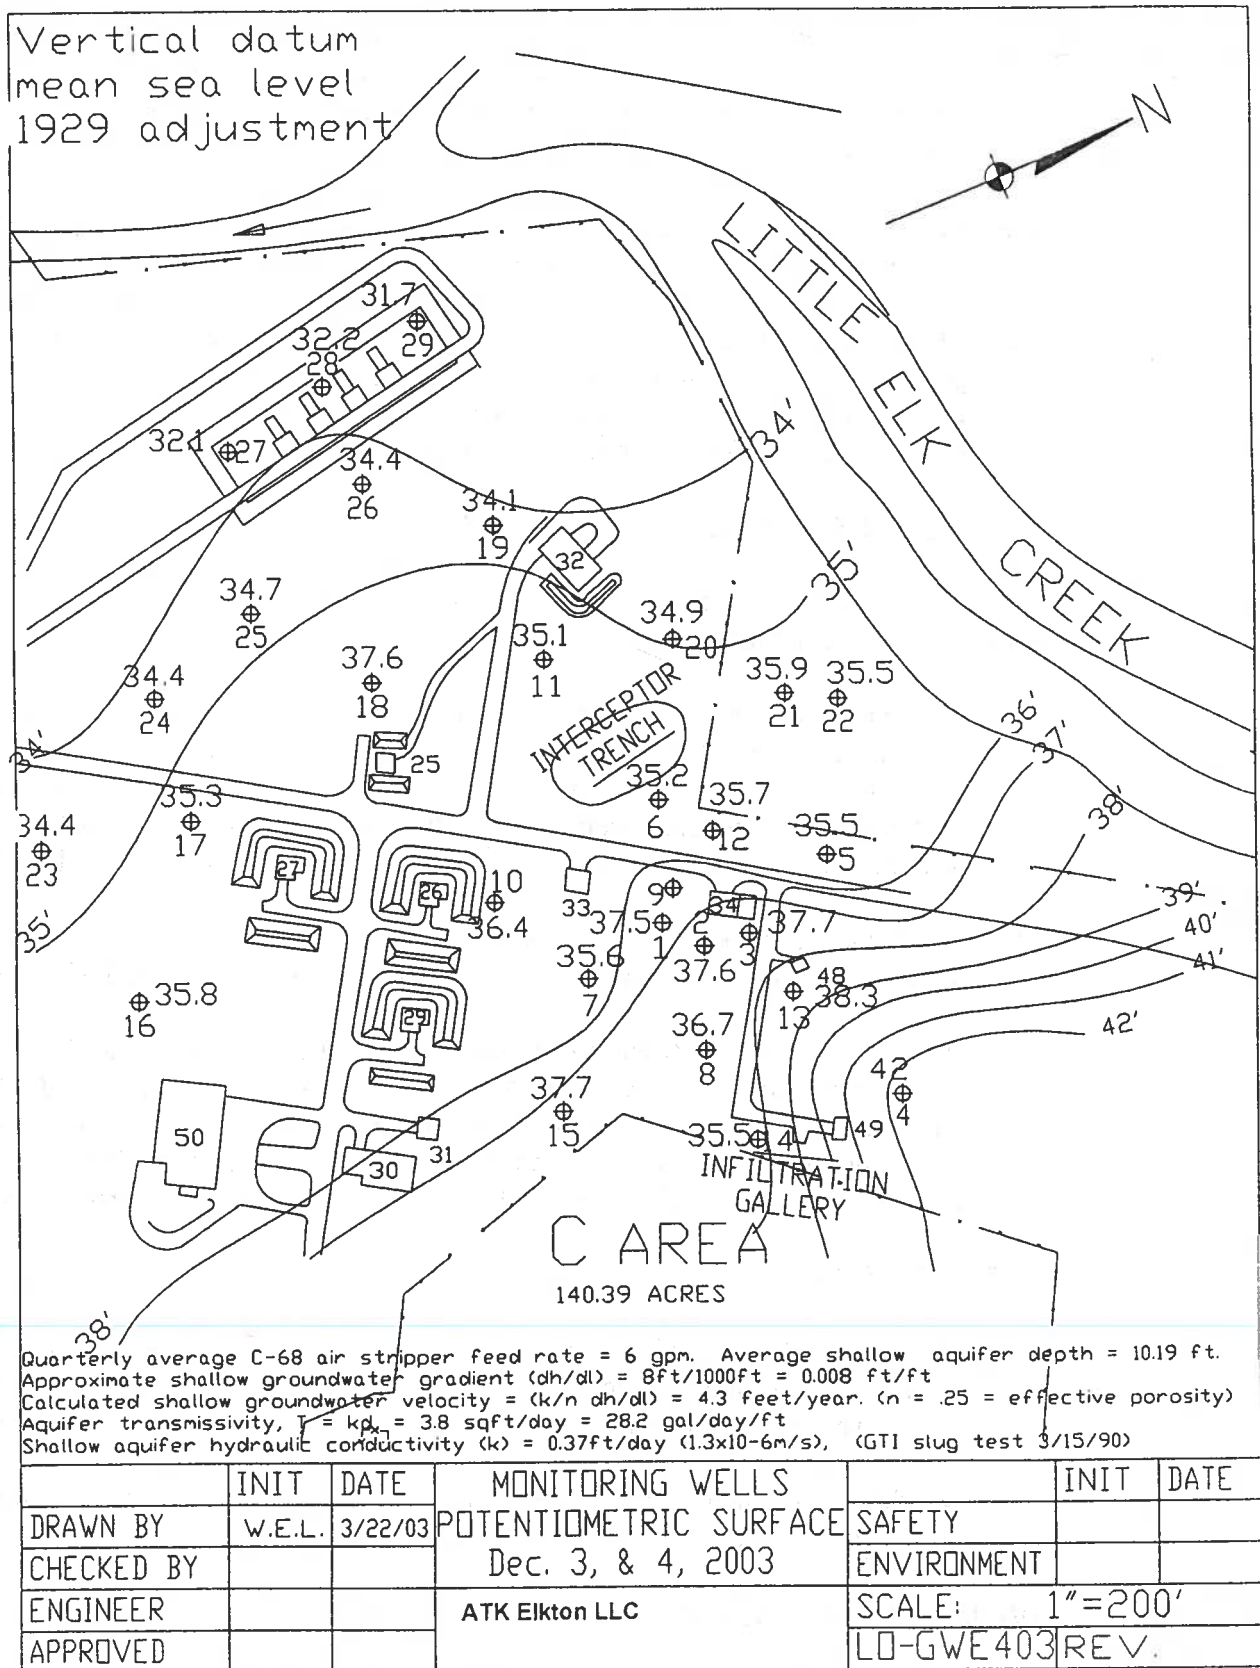 Vertical datum
mean sea level
1929 adjustment
N
LITTLE ELK CREEK
31.7
29
32.2
28
32.1
27
34.4
26
34.1
19
32
34'
35'
34.7
25
34.9
20
35.1
11
37.6
18
34.4
24
35.9
21
35.5
22
INTERCEPTOR
TRENCH
36'
37'
38'
34'
25
35.2
6
35.7
12
35.5
5
35.3
17
34.4
23
27
26
10
36.4
33
9
34
37.5
1
2
37.6
37.7
3
39'
40'
41'
35'
35.6
7
48
38.3
13
35.8
16
29
36.7
8
42'
42
4
37.7
15
35.5
4
49
50
31
30
INFILTRATION
GALLERY
C AREA
140.39 ACRES
38'
Quarterly average C-68 air stripper feed rate = 6 gpm. Average shallow aquifer depth = 10.19 ft.
Approximate shallow groundwater gradient (dh/dl) = 8ft/1000ft = 0.008 ft/ft
Calculated shallow groundwater velocity = (k/n dh/dl) = 4.3 feet/year. (n = .25 = effective porosity)
Aquifer transmissivity, T = = 3.8 sqft/day = 28.2 gal/day/ft
Shallow aquifer hydraulic conductivity (k) = 0.37ft/day (1.3x10-6m/s), (GTI slug test 3/15/90)
INIT DATE
MONITORING WELLS
INIT DATE
DRAWN BY W.E.L. 3/22/03
POTENTIOMETRIC SURFACE
SAFETY
CHECKED BY
Dec. 3, & 4, 2003
ENVIRONMENT
ENGINEER
ATK Elkton LLC
SCALE: 1"=200'
APPROVED
LO-GWE403 REV.